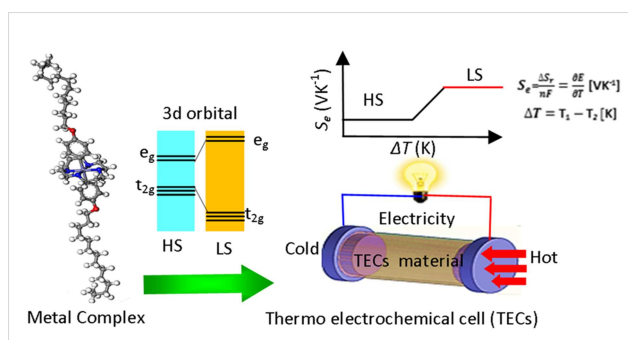 3d orbital
e_g
e_g
t_2g
t_2g
HS
LS
Metal Complex
S_e (VK⁻¹)
HS
LS
ΔT (K)
S_e = ΔS_r/nF = ∂E/∂T [VK⁻¹]
ΔT = T₁ − T₂ [K]
Electricity
Cold
TECs material
Hot
Thermo electrochemical cell (TECs)